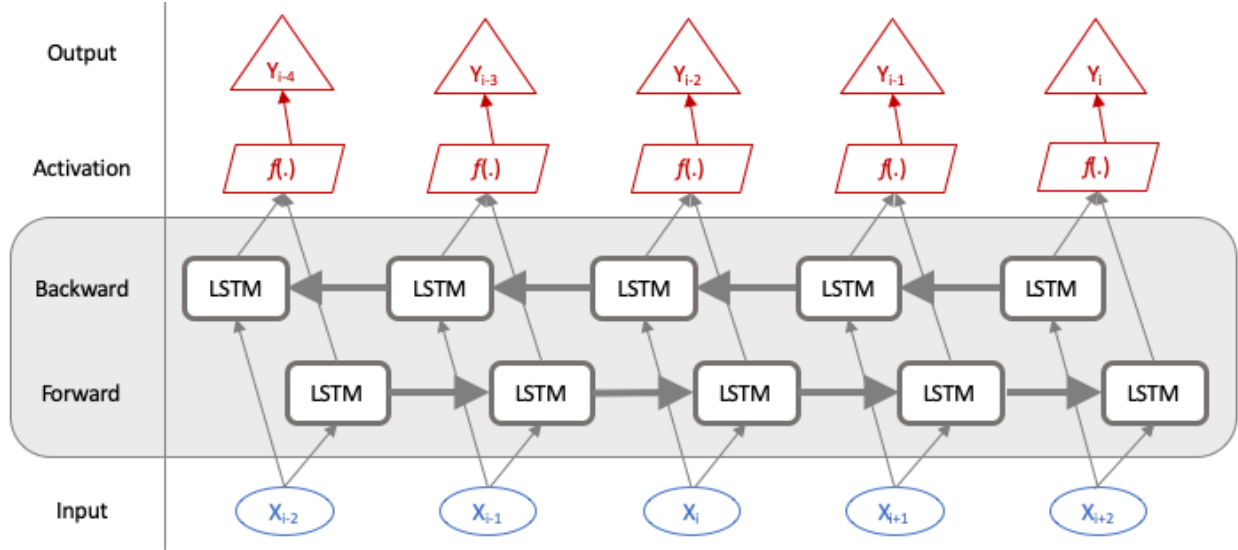 Output Y_{i-4} Y_{i-3} Y_{i-2} Y_{i-1} Y_i
Activation f(.) f(.) f(.) f(.) f(.)
Backward LSTM LSTM LSTM LSTM LSTM
Forward LSTM LSTM LSTM LSTM LSTM
Input X_{i-2} X_{i-1} X_i X_{i+1} X_{i+2}